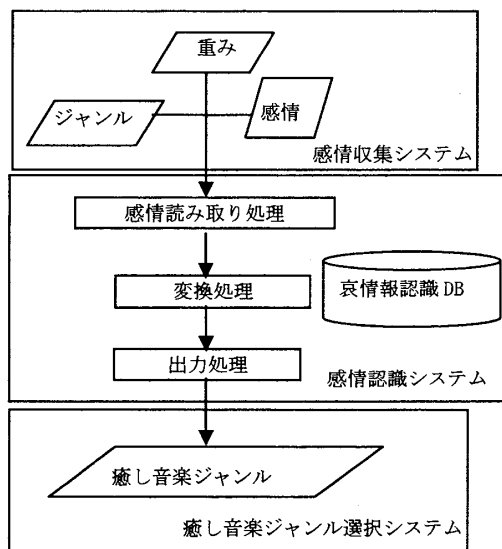 重み
ジャンル
感情
感情収集システム
感情読み取り処理
変換処理
哀情報認識 DB
出力処理
感情認識システム
癒し音楽ジャンル
癒し音楽ジャンル選択システム